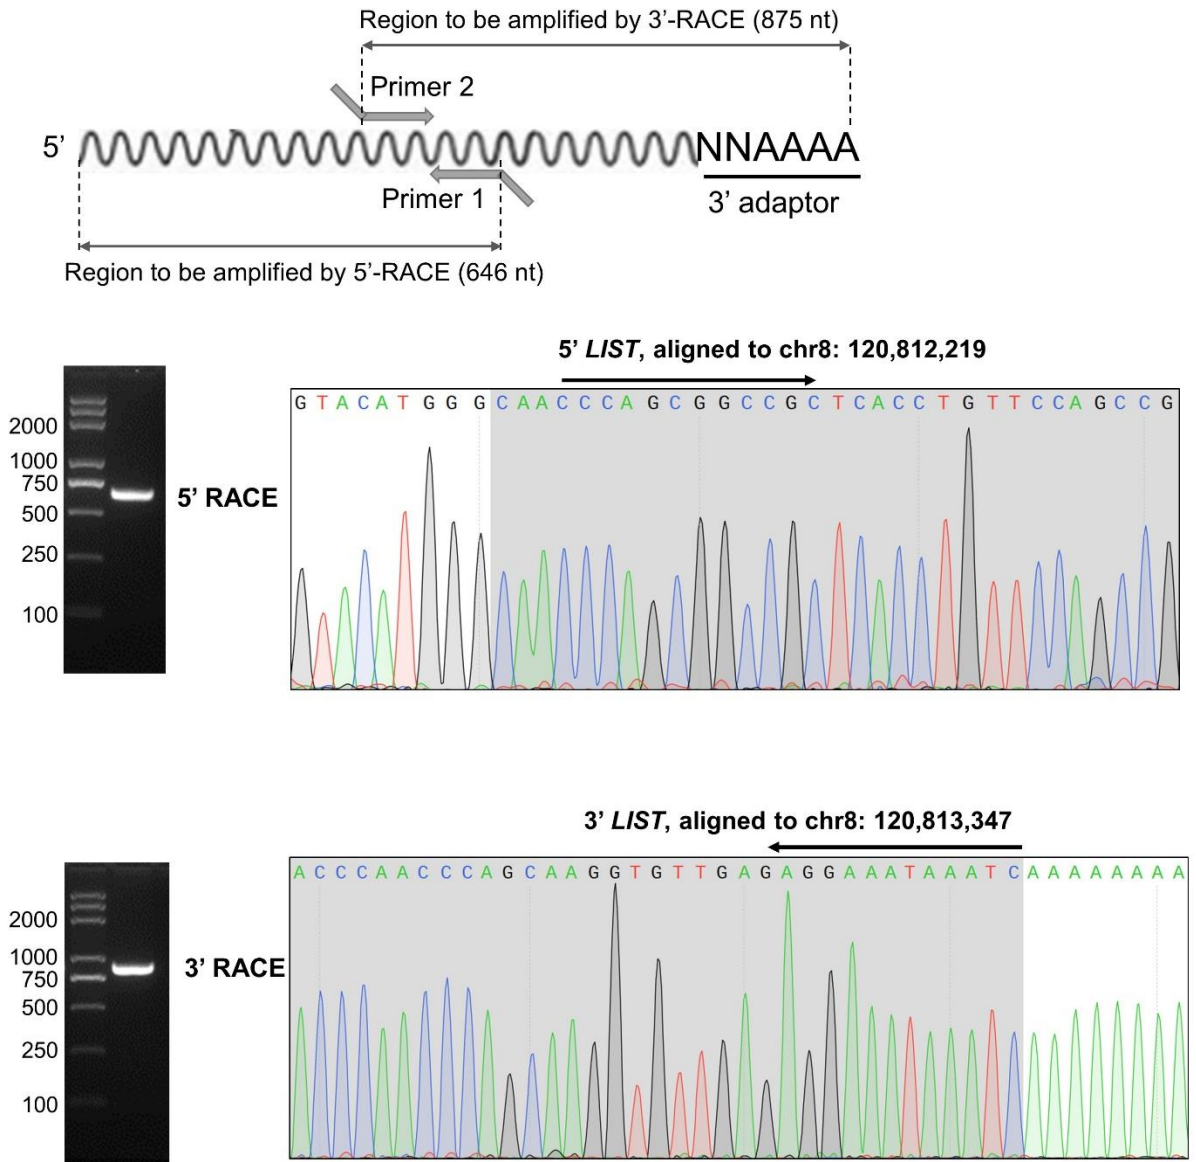 Region to be amplified by 3’-RACE (875 nt)
Primer 2
5’
NNAAAA
Primer 1
3’ adaptor
Region to be amplified by 5’-RACE (646 nt)
5’ LIST, aligned to chr8: 120,812,219
G T A C A T G G G C A A C C C A G C G G C C G C T C A C C T G T T C C A G C C G
2000
1000
750
500
250
100
5’ RACE
3’ LIST, aligned to chr8: 120,813,347
A C C C A A C C C A G C A A G G T G T T G A G A G G A A A T A A A T C A A A A A A A A
2000
1000
750
500
250
100
3’ RACE